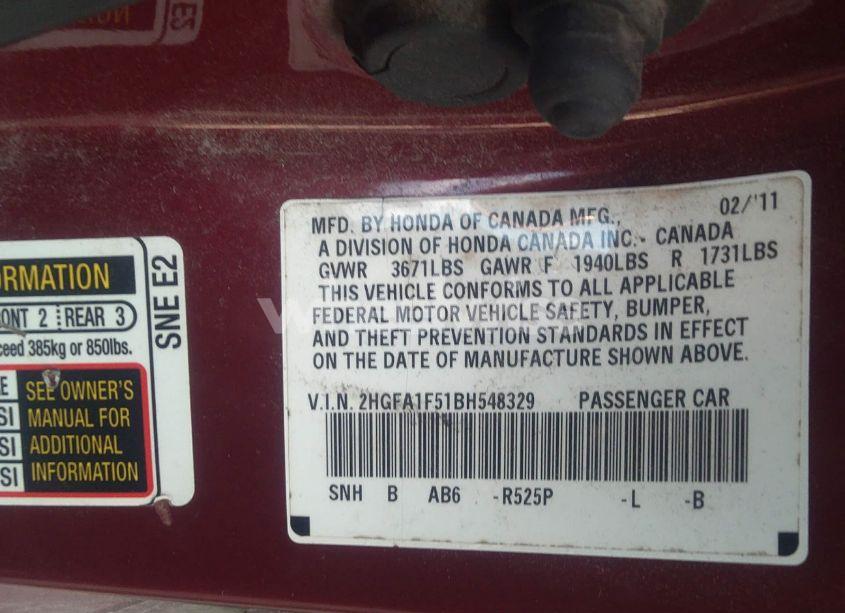 ORMATION
ONT 2 REAR 3
ceed 385kg or 850lbs.
SEE OWNER'S
MANUAL FOR
ADDITIONAL
INFORMATION
E
SI
SI
SI
SNE E2
02/'11
MFD. BY HONDA OF CANADA MFG.,
A DIVISION OF HONDA CANADA INC.- CANADA
GVWR 3671LBS GAWR F 1940LBS R 1731LBS
THIS VEHICLE CONFORMS TO ALL APPLICABLE
FEDERAL MOTOR VEHICLE SAFETY, BUMPER,
AND THEFT PREVENTION STANDARDS IN EFFECT
ON THE DATE OF MANUFACTURE SHOWN ABOVE.
V.I.N. 2HGFA1F51BH548329 PASSENGER CAR
SNH B AB6 -R525P -L -B